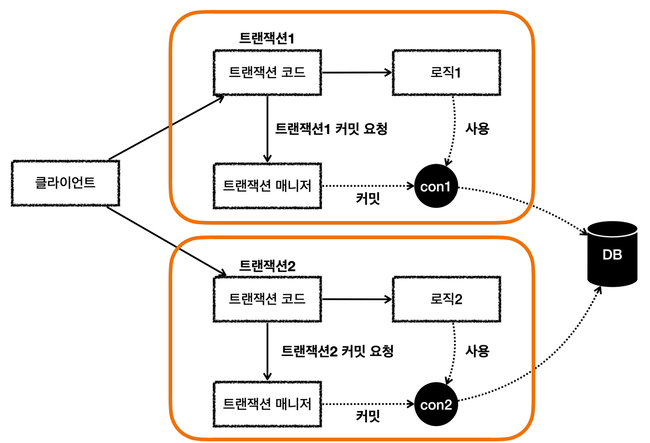 트랜잭션1
트랜잭션 코드
로직1
트랜잭션1 커밋 요청
사용
클라이언트
트랜잭션 매니저
커밋
con1
DB
트랜잭션2
트랜잭션 코드
로직2
트랜잭션2 커밋 요청
사용
트랜잭션 매니저
커밋
con2